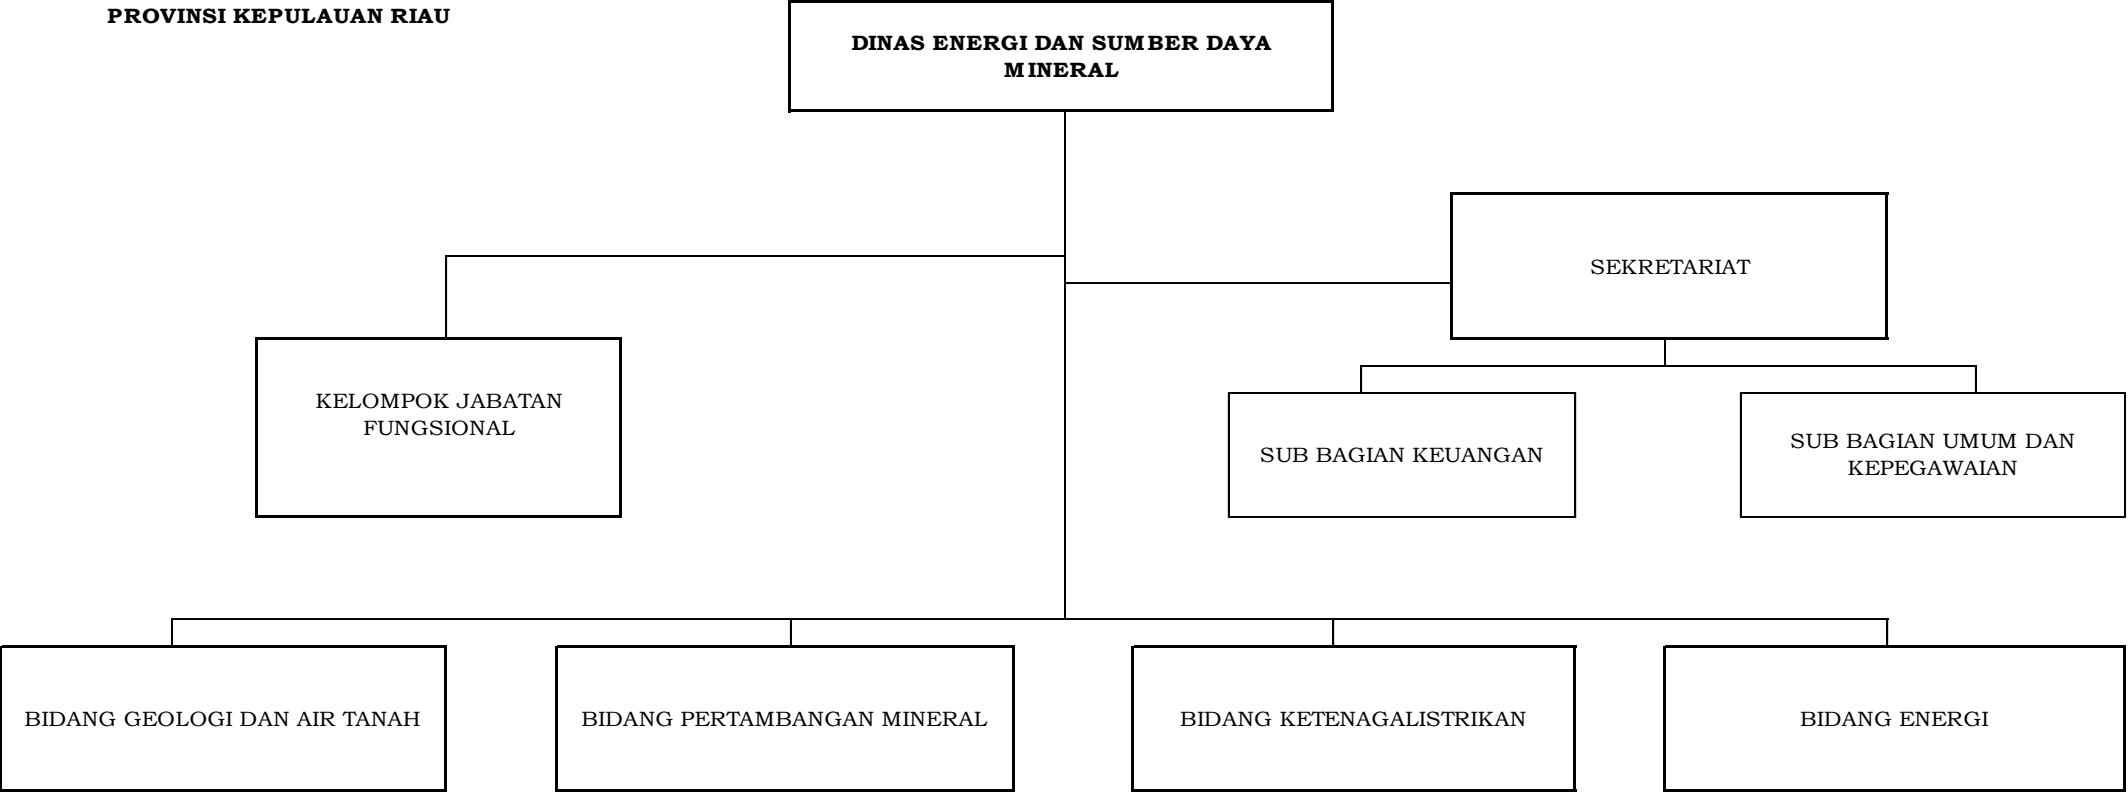 PROVINSI KEPULAUAN RIAU
DINAS ENERGI DAN SUMBER DAYA
MINERAL
SEKRETARIAT
KELOMPOK JABATAN
FUNGSIONAL
SUB BAGIAN KEUANGAN
SUB BAGIAN UMUM DAN
KEPEGAWAIAN
BIDANG GEOLOGI DAN AIR TANAH
BIDANG PERTAMBANGAN MINERAL
BIDANG KETENAGALISTRIKAN
BIDANG ENERGI